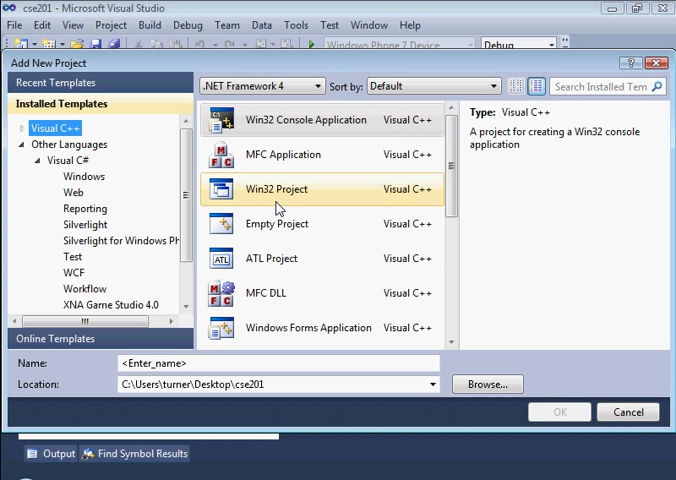 cse201 - Microsoft Visual Studio
File Edit View Project Build Debug Team Data Tools Test Window Help
Windows Phone 7 Device Debug
Add New Project
Recent Templates
.NET Framework 4 Sort by: Default Search Installed Tem
Installed Templates
Visual C++
Other Languages
Visual C#
Windows
Web
Reporting
Silverlight
Silverlight for Windows Ph
Test
WCF
Workflow
XNA Game Studio 4.0
Online Templates
Win32 Console Application Visual C++
MFC Application Visual C++
Win32 Project Visual C++
Empty Project Visual C++
ATL Project Visual C++
MFC DLL Visual C++
Windows Forms Application Visual C++
Type: Visual C++
A project for creating a Win32 console
application
Name: <Enter_name>
Location: C:\Users\turner\Desktop\cse201 Browse...
OK Cancel
Output Find Symbol Results